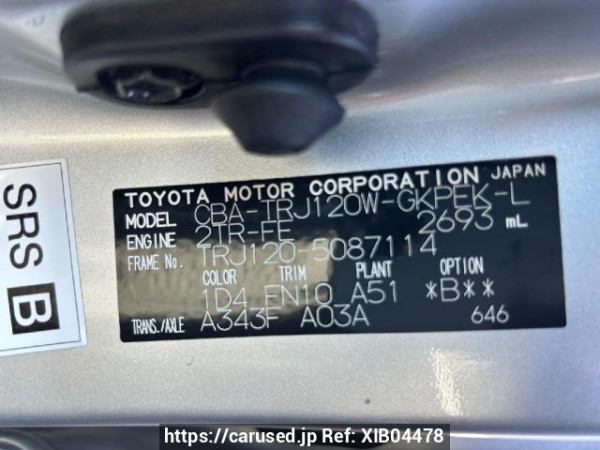 SRS B
TOYOTA MOTOR CORPORATION JAPAN
MODEL CBA-TRJ120W-GKPEK-L
ENGINE 2TR-FE 2693 mL
FRAME No. TRJ120-5087114
COLOR TRIM PLANT OPTION
1D4 FN10 A51 *B**
TRANS./AXLE A343F A03A 646
https://carused.jp Ref: XIB04478